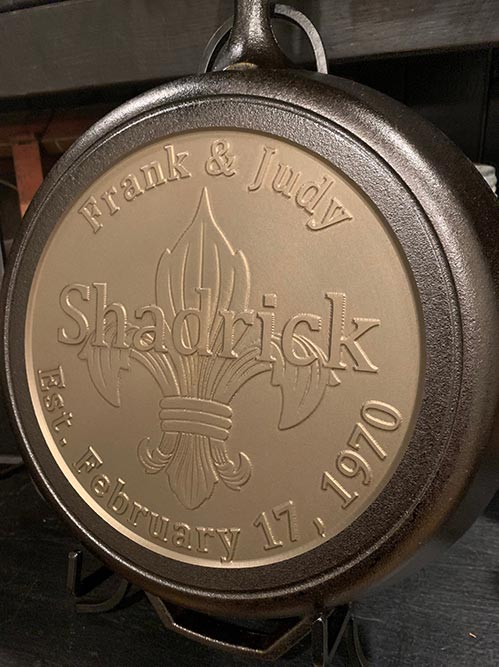 Frank & Judy
Shadrick
Est. February 17, 1970